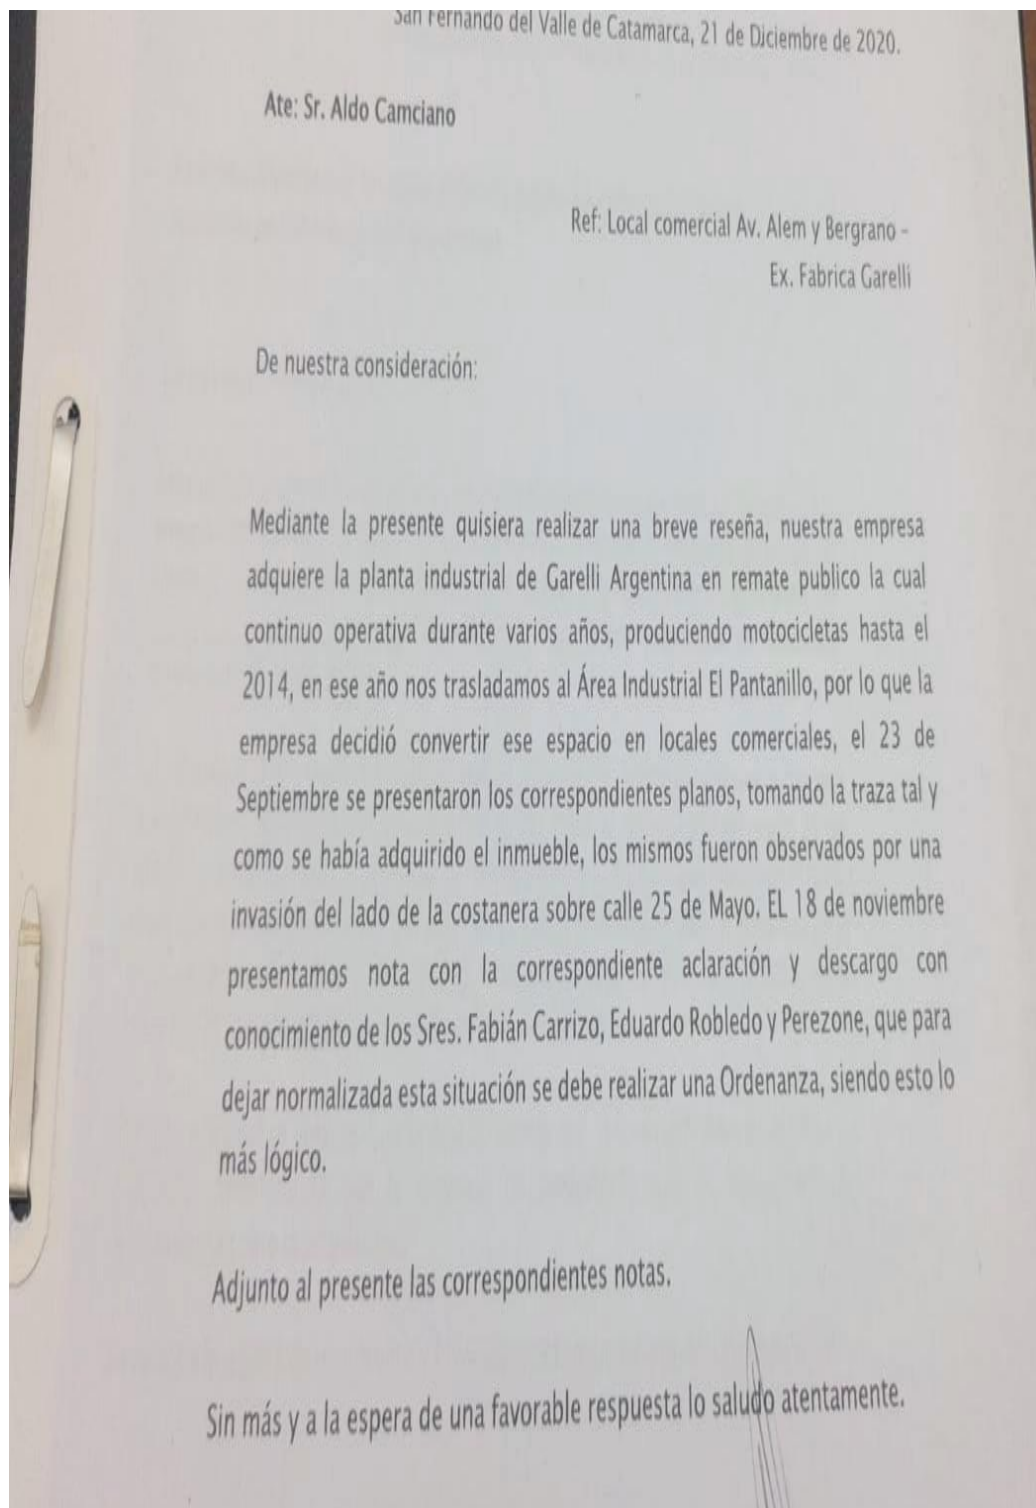 San Fernando del Valle de Catamarca, 21 de Diciembre de 2020.
Ate: Sr. Aldo Camciano
Ref: Local comercial Av. Alem y Bergrano -
Ex. Fabrica Garelli
De nuestra consideración:
Mediante la presente quisiera realizar una breve reseña, nuestra empresa
adquiere la planta industrial de Garelli Argentina en remate publico la cual
continuo operativa durante varios años, produciendo motocicletas hasta el
2014, en ese año nos trasladamos al Área Industrial El Pantanillo, por lo que la
empresa decidió convertir ese espacio en locales comerciales, el 23 de
Septiembre se presentaron los correspondientes planos, tomando la traza tal y
como se había adquirido el inmueble, los mismos fueron observados por una
invasión del lado de la costanera sobre calle 25 de Mayo. EL 18 de noviembre
presentamos nota con la correspondiente aclaración y descargo con
conocimiento de los Sres. Fabián Carrizo, Eduardo Robledo y Perezone, que para
dejar normalizada esta situación se debe realizar una Ordenanza, siendo esto lo
más lógico.
Adjunto al presente las correspondientes notas.
Sin más y a la espera de una favorable respuesta lo saludo atentamente.